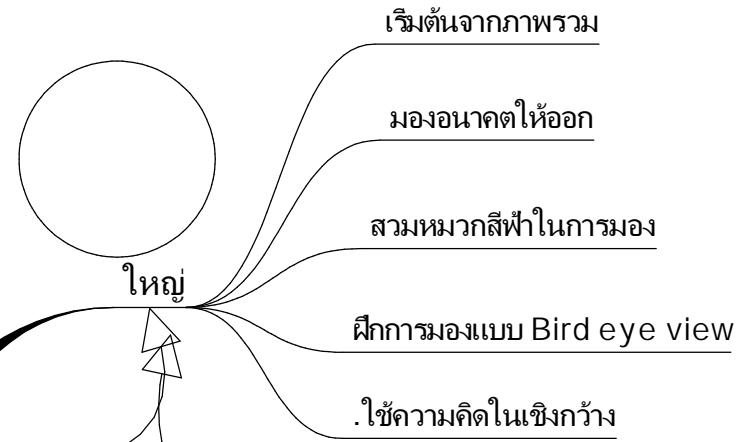 เริ่มต้นจากภาพรวม
มองอนาคตให้ออก
สวมหมวกสีฟ้าในการมอง
ใหญ่
ฝึกการมองแบบ Bird eye view
.ใช้ความคิดในเชิงกว้าง